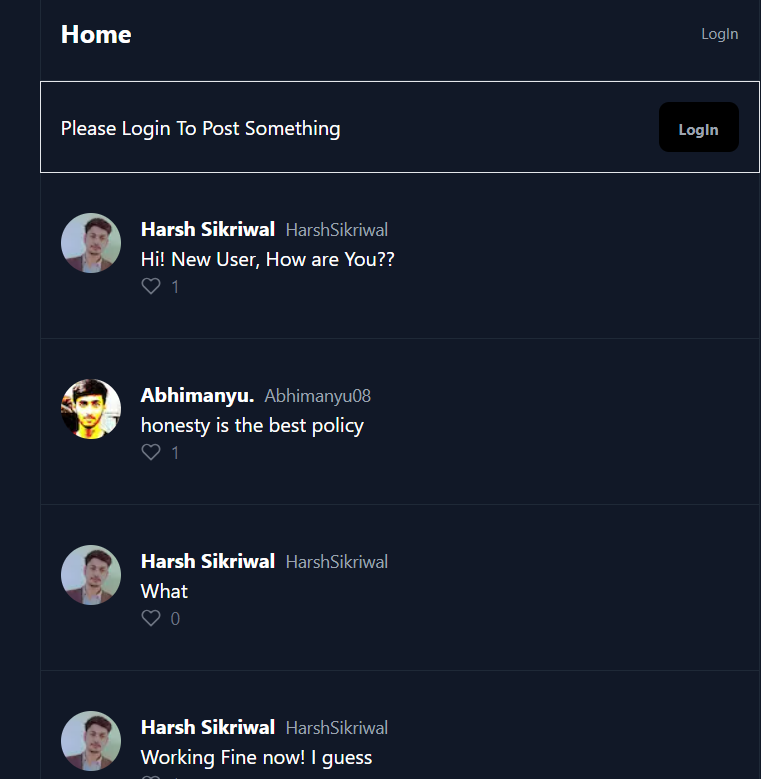 Home
LogIn
Please Login To Post Something
LogIn
Harsh Sikriwal HarshSikriwal
Hi! New User, How are You??
1
Abhimanyu. Abhimanyu08
honesty is the best policy
1
Harsh Sikriwal HarshSikriwal
What
0
Harsh Sikriwal HarshSikriwal
Working Fine now! I guess